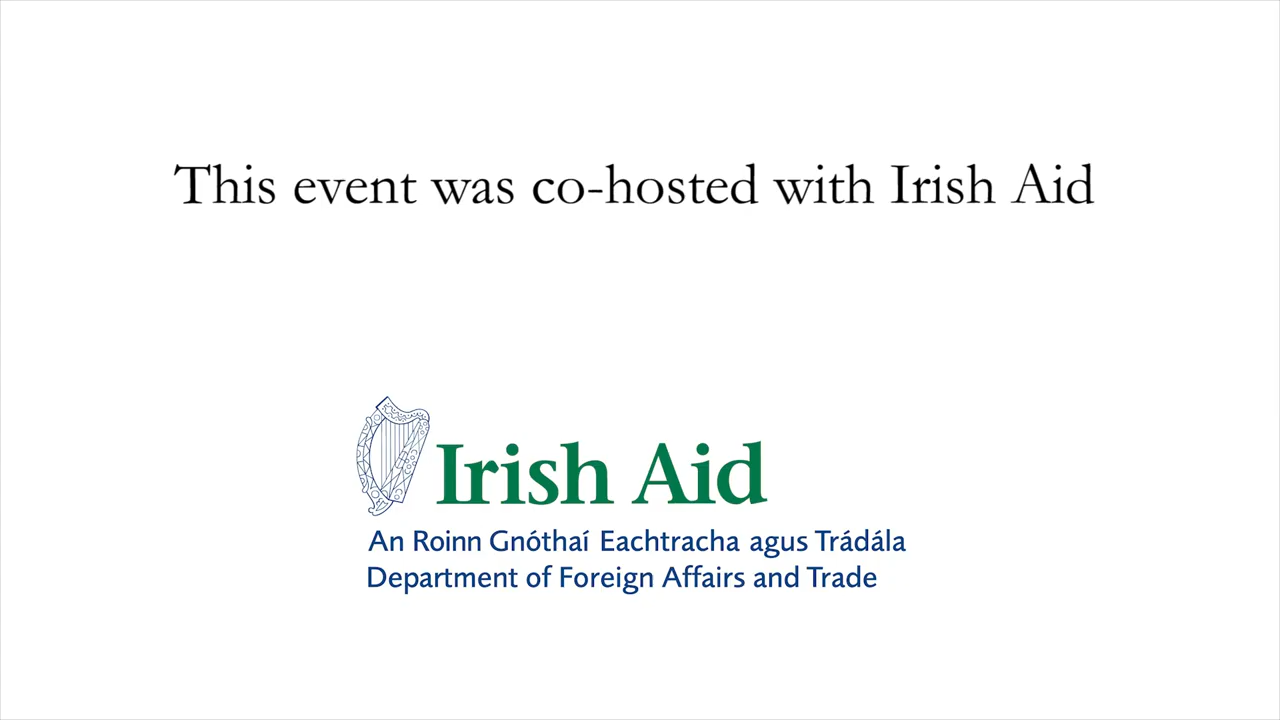 This event was co-hosted with Irish Aid
Irish Aid
An Roinn Gnóthaí Eachtracha agus Trádála
Department of Foreign Affairs and Trade